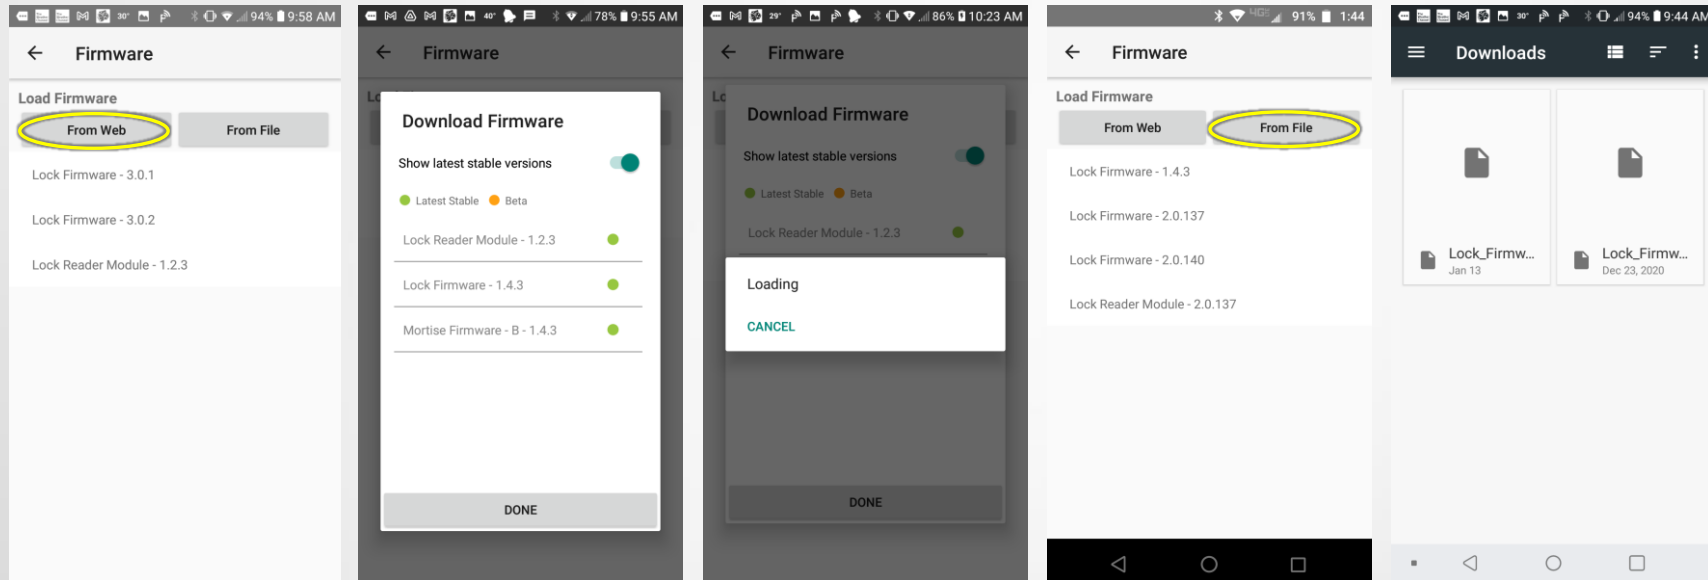 30° 94% 9:58 AM
Firmware
Load Firmware
From Web From File
Lock Firmware - 3.0.1
Lock Firmware - 3.0.2
Lock Reader Module - 1.2.3
40° 78% 9:55 AM
Firmware
Download Firmware
Show latest stable versions
Latest Stable Beta
Lock Reader Module - 1.2.3
Lock Firmware - 1.4.3
Mortise Firmware - B - 1.4.3
DONE
29° 86% 10:23 AM
Firmware
Download Firmware
Show latest stable versions
Latest Stable Beta
Lock Reader Module - 1.2.3
Loading
CANCEL
DONE
4G 91% 1:44
Firmware
Load Firmware
From Web From File
Lock Firmware - 1.4.3
Lock Firmware - 2.0.137
Lock Firmware - 2.0.140
Lock Reader Module - 2.0.137
30° 94% 9:44 AM
Downloads
Lock_Firmw... Lock_Firmw...
Jan 13 Dec 23, 2020